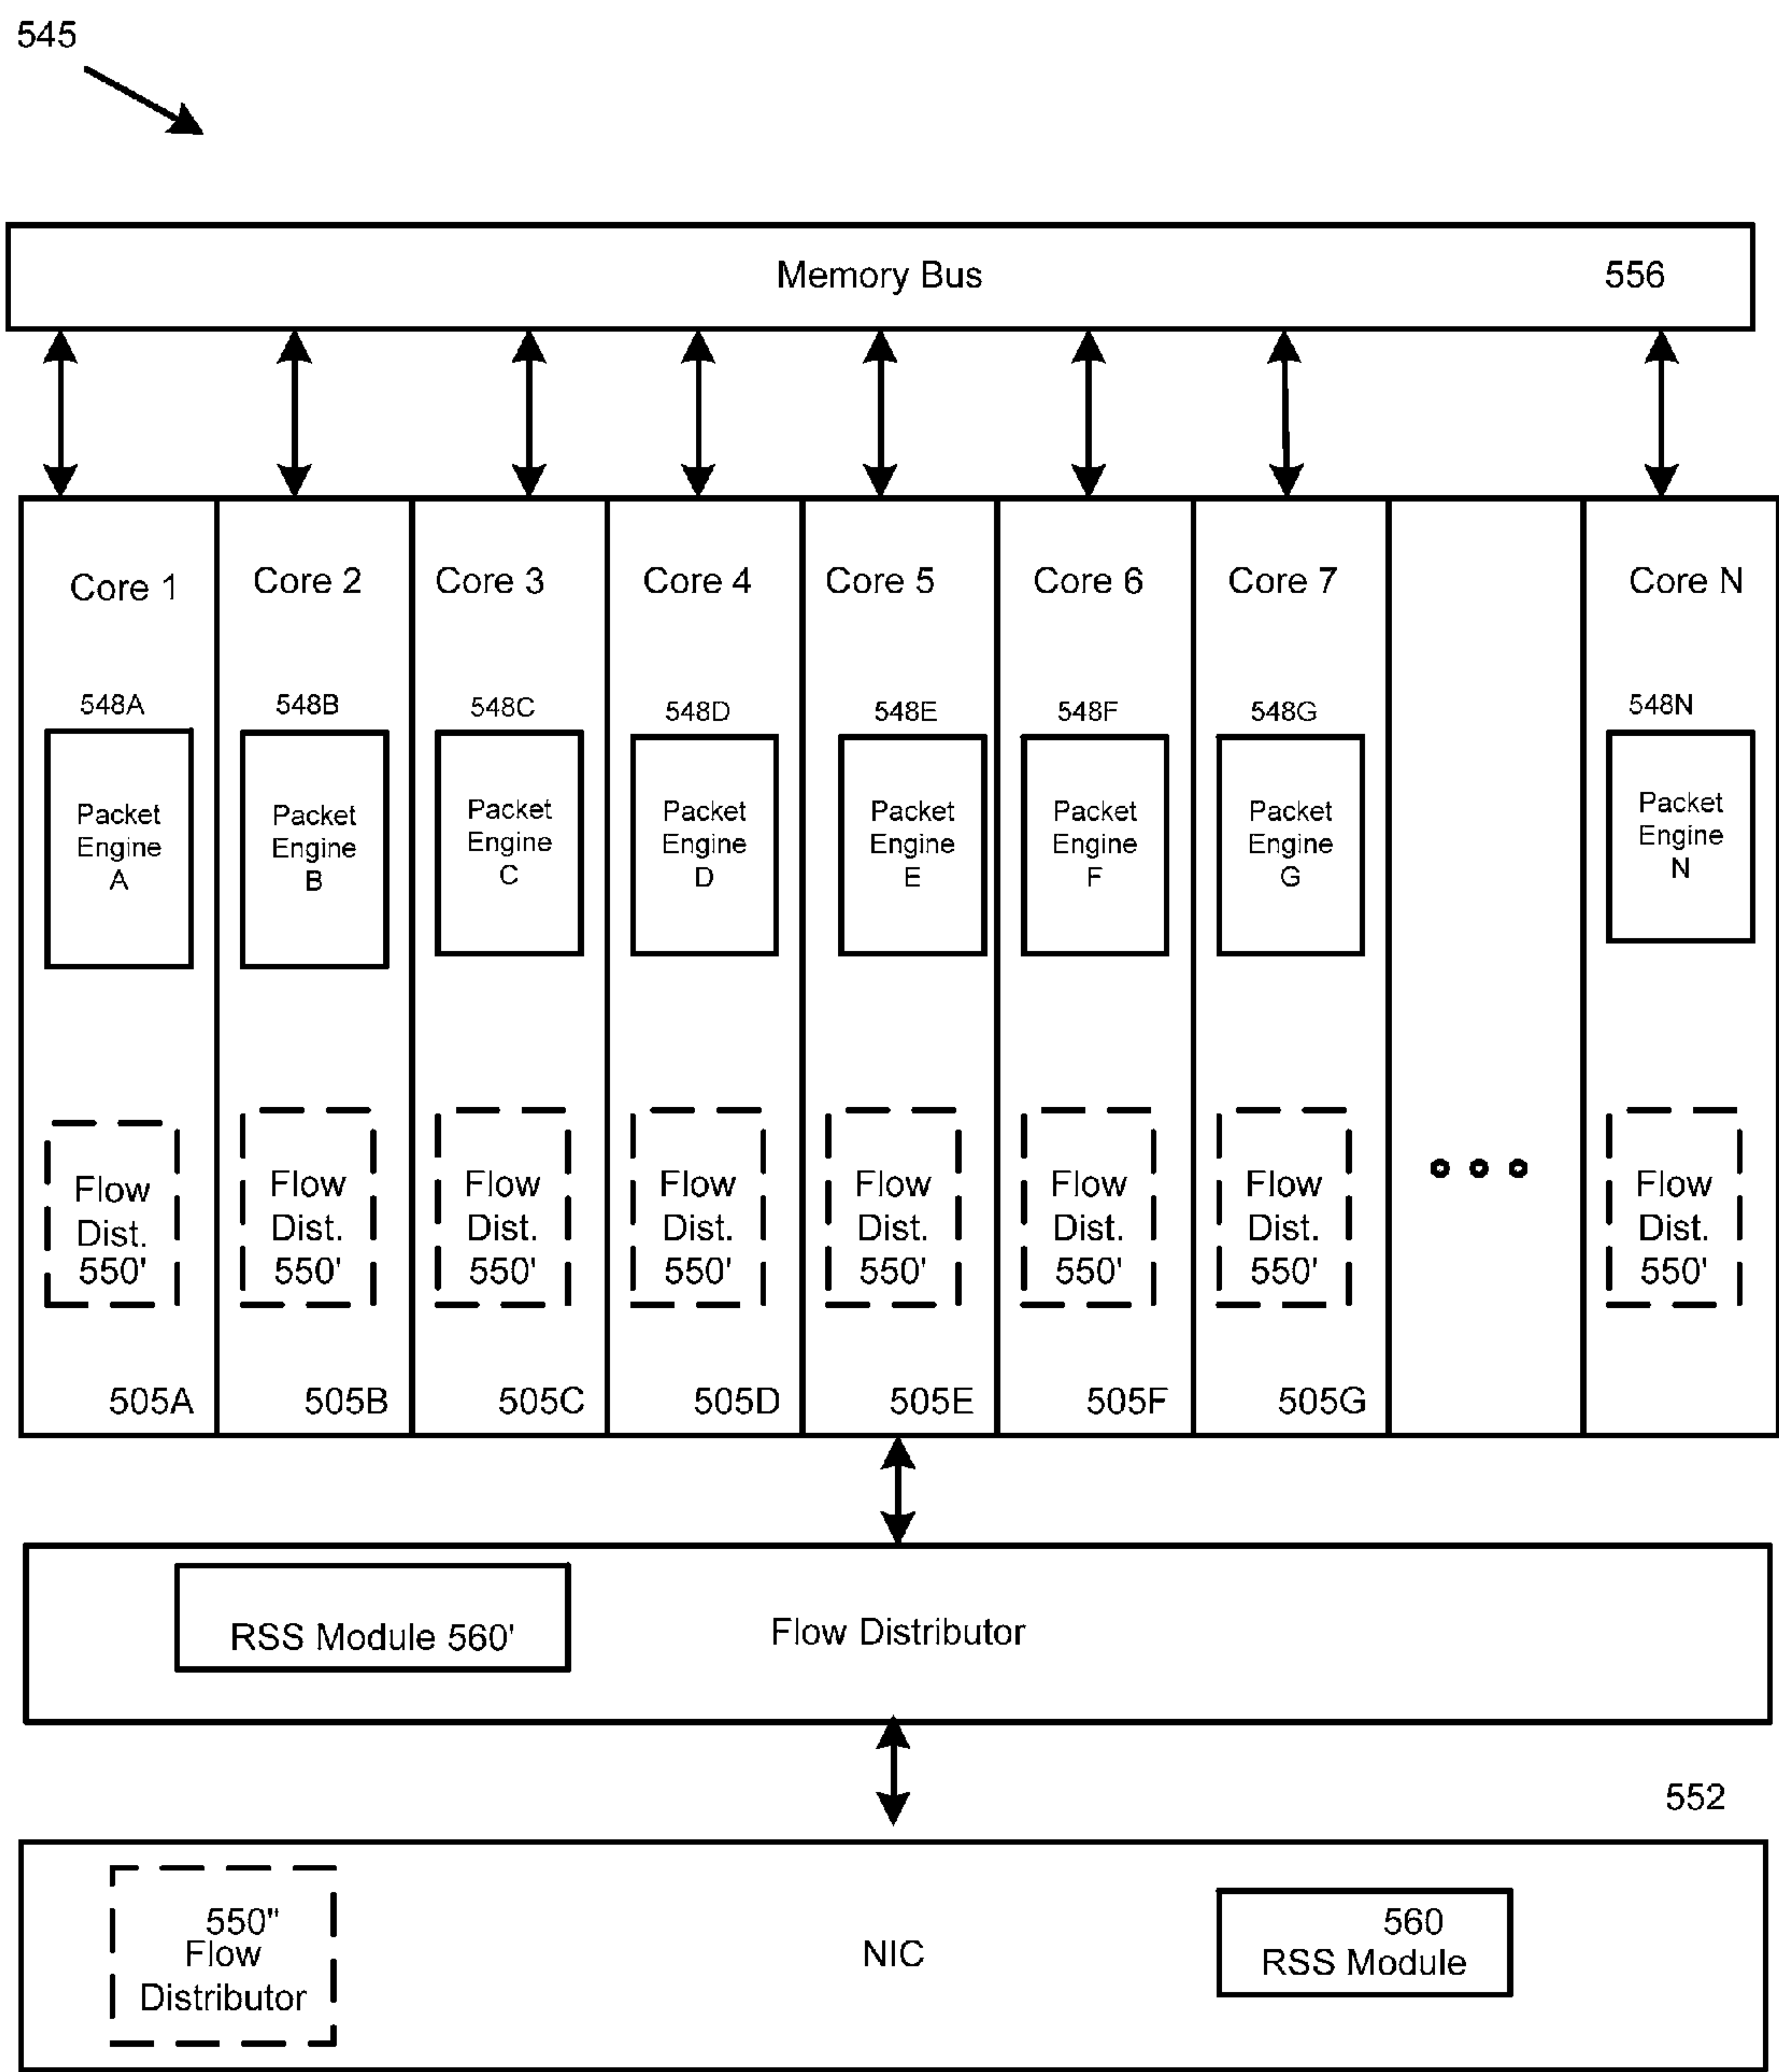 545
Memory Bus 556
Core 1 Core 2 Core 3 Core 4 Core 5 Core 6 Core 7 Core N
548A 548B 548C 548D 548E 548F 548G 548N
Packet Packet Packet Packet Packet Packet Packet Packet
Engine Engine Engine Engine Engine Engine Engine Engine
A B C D E F G N
Flow Flow Flow Flow Flow Flow Flow Flow
Dist. Dist. Dist. Dist. Dist. Dist. Dist. Dist.
550' 550' 550' 550' 550' 550' 550' 550'
505A 505B 505C 505D 505E 505F 505G
RSS Module 560' Flow Distributor
552
550"
Flow
Distributor
NIC
560
RSS Module